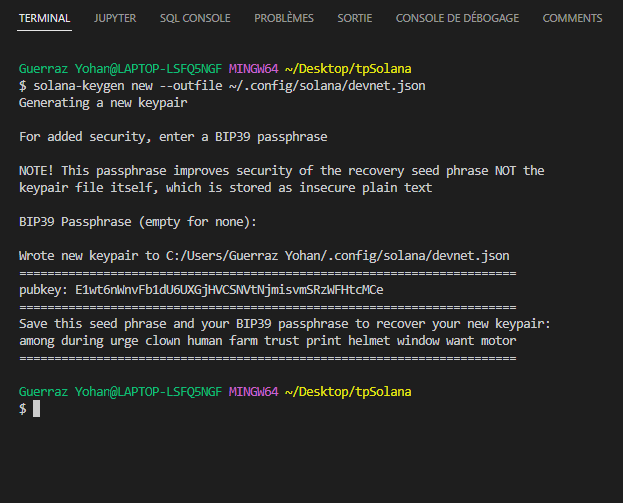 TERMINAL JUPYTER SQL CONSOLE PROBLÈMES SORTIE CONSOLE DE DÉBOGAGE COMMENTS
Guerraz Yohan@LAPTOP-LSFQ5NGF MINGW64 ~/Desktop/tpSolana
$ solana-keygen new --outfile ~/.config/solana/devnet.json
Generating a new keypair
For added security, enter a BIP39 passphrase
NOTE! This passphrase improves security of the recovery seed phrase NOT the
keypair file itself, which is stored as insecure plain text
BIP39 Passphrase (empty for none):
Wrote new keypair to C:/Users/Guerraz Yohan/.config/solana/devnet.json
=======================================================================
pubkey: E1wt6nWnvFb1dU6UXGjHVCSNVtNjmisvmSRzWFHtcMCe
=======================================================================
Save this seed phrase and your BIP39 passphrase to recover your new keypair:
among during urge clown human farm trust print helmet window want motor
=======================================================================
Guerraz Yohan@LAPTOP-LSFQ5NGF MINGW64 ~/Desktop/tpSolana
$